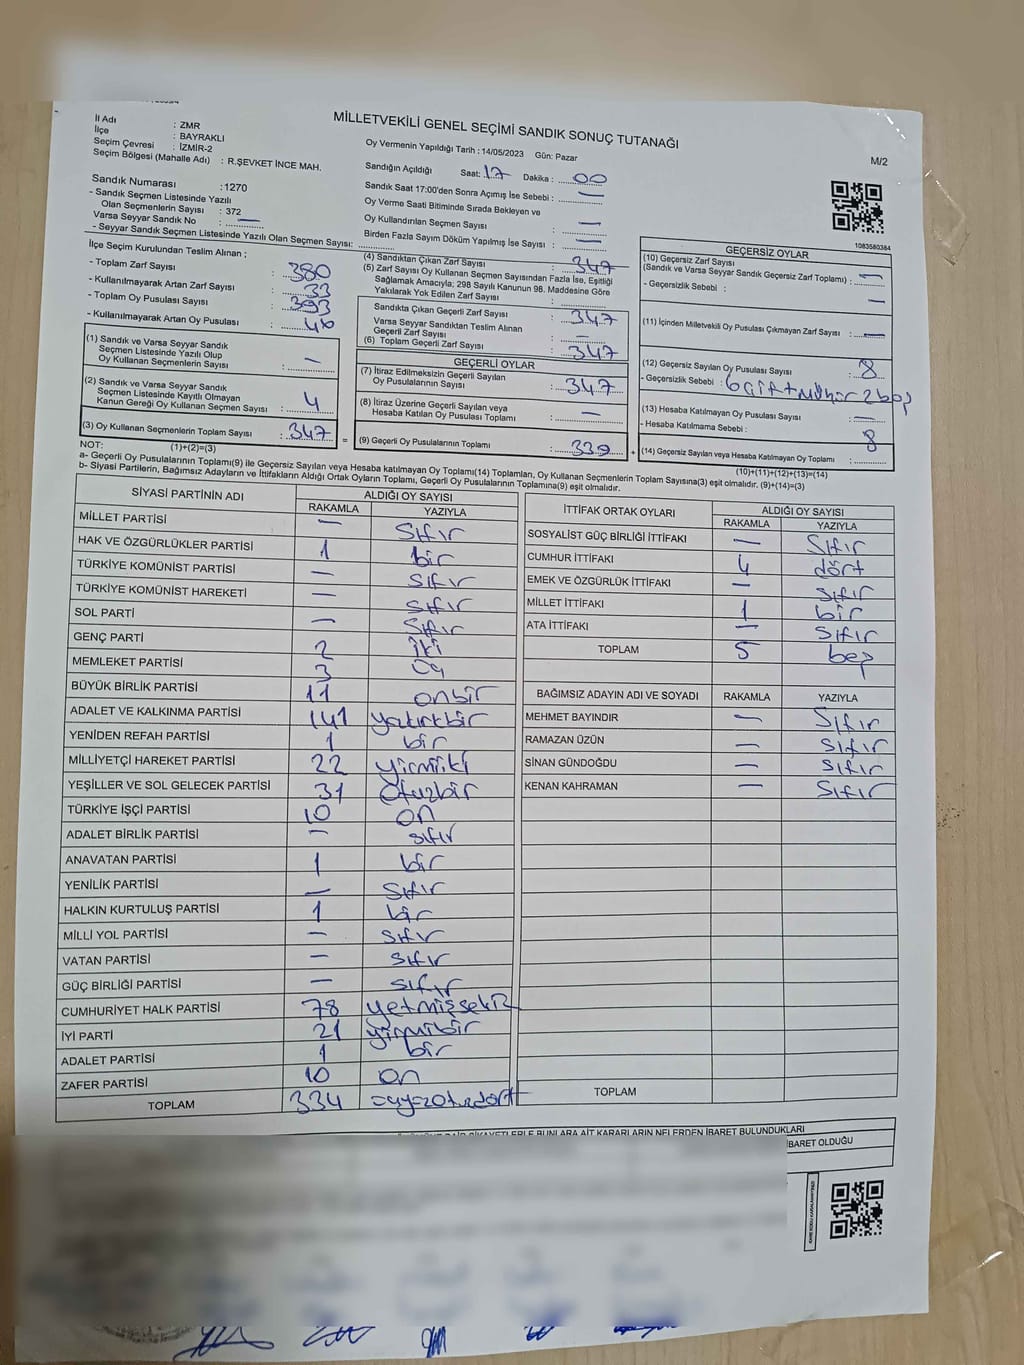 MİLLETVEKİLİ GENEL SEÇİMİ SANDIK SONUÇ TUTANAĞI
M/2
İl Adı : ZMR
İlçe : BAYRAKLI
Seçim Çevresi : İZMİR-2
Seçim Bölgesi (Mahalle Adı) : R.ŞEVKET İNCE MAH.
Sandık Numarası :1270
- Sandık Seçmen Listesinde Yazılı
Olan Seçmenlerin Sayısı : 372
Varsa Seyyar Sandık No : —
- Seyyar Sandık Seçmen Listesinde Yazılı Olan Seçmen Sayısı:
Oy Vermenin Yapıldığı Tarih : 14/05/2023 Gün: Pazar
Sandığın Açıldığı Saat: 17 Dakika : 00
Sandık Saat 17:00'den Sonra Açımış İse Sebebi : —
Oy Verme Saati Bitiminde Sırada Bekleyen ve
Oy Kullandırılan Seçmen Sayısı : —
Birden Fazla Sayım Döküm Yapılmış İse Sayısı : —
1083580384
İlçe Seçim Kurulundan Teslim Alınan ;
- Toplam Zarf Sayısı : 380
- Kullanılmayarak Artan Zarf Sayısı : 33
- Toplam Oy Pusulası Sayısı : 393
- Kullanılmayarak Artan Oy Pusulası : 46
(1) Sandık ve Varsa Seyyar Sandık
Seçmen Listesinde Yazılı Olup
Oy Kullanan Seçmenlerin Sayısı : —
(2) Sandık ve Varsa Seyyar Sandık
Seçmen Listesinde Kayıtlı Olmayan
Kanun Gereği Oy Kullanan Seçmen Sayısı : 4
(3) Oy Kullanan Seçmenlerin Toplam Sayısı : 347 =
(1)+(2)=(3)
(4) Sandıktan Çıkan Zarf Sayısı : 347
(5) Zarf Sayısı Oy Kullanan Seçmen Sayısından Fazla İse, Eşitliği
Sağlamak Amacıyla; 298 Sayılı Kanunun 98. Maddesine Göre
Yakılarak Yok Edilen Zarf Sayısı :
Sandıkta Çıkan Geçerli Zarf Sayısı : 347
Varsa Seyyar Sandıktan Teslim Alınan
Geçerli Zarf Sayısı : —
(6) Toplam Geçerli Zarf Sayısı : 347
GEÇERLİ OYLAR
(7) İtiraz Edilmeksizin Geçerli Sayılan
Oy Pusulalarının Sayısı : 347
(8) İtiraz Üzerine Geçerli Sayılan veya
Hesaba Katılan Oy Pusulası Toplamı : —
(9) Geçerli Oy Pusulalarının Toplamı : 339 +
GEÇERSİZ OYLAR
(10) Geçersiz Zarf Sayısı
(Sandık ve Varsa Seyyar Sandık Geçersiz Zarf Toplamı) : —
- Geçersizlik Sebebi : —
(11) İçinden Milletvekili Oy Pusulası Çıkmayan Zarf Sayısı : —
(12) Geçersiz Sayılan Oy Pusulası Sayısı : 8
- Geçersizlik Sebebi : 6 çift mühür 2 boş
(13) Hesaba Katılmayan Oy Pusulası Sayısı : —
- Hesaba Katılmama Sebebi :
(14) Geçersiz Sayılan veya Hesaba Katılmayan Oy Toplamı : 8
(10)+(11)+(12)+(13)=(14)
NOT:
a- Geçerli Oy Pusulalarının Toplamı(9) ile Geçersiz Sayılan veya Hesaba katılmayan Oy Toplamı(14) Toplamları, Oy Kullanan Seçmenlerin Toplam Sayısına(3) eşit olmalıdır. (9)+(14)=(3)
b- Siyasi Partilerin, Bağımsız Adayların ve İttifakların Aldığı Ortak Oyların Toplamı, Geçerli Oy Pusulalarının Toplamına(9) eşit olmalıdır.
SİYASİ PARTİNİN ADI ALDIĞI OY SAYISI
RAKAMLA YAZIYLA
MİLLET PARTİSİ — Sıfır
HAK VE ÖZGÜRLÜKLER PARTİSİ 1 bir
TÜRKİYE KOMÜNİST PARTİSİ — sıfır
TÜRKİYE KOMÜNİST HAREKETİ — sıfır
SOL PARTİ — Sıfır
GENÇ PARTİ 2 iki
MEMLEKET PARTİSİ 3 üç
BÜYÜK BİRLİK PARTİSİ 11 onbir
ADALET VE KALKINMA PARTİSİ 141
YENİDEN REFAH PARTİSİ 1 bir
MİLLİYETÇİ HAREKET PARTİSİ 22 yirmiiki
YEŞİLLER VE SOL GELECEK PARTİSİ 31 otuzbir
TÜRKİYE İŞÇİ PARTİSİ 10 on
ADALET BİRLİK PARTİSİ — sıfır
ANAVATAN PARTİSİ 1 bir
YENİLİK PARTİSİ — Sıfır
HALKIN KURTULUŞ PARTİSİ 1 bir
MİLLİ YOL PARTİSİ — sıfır
VATAN PARTİSİ — sıfır
GÜÇ BİRLİĞİ PARTİSİ — sıfır
CUMHURİYET HALK PARTİSİ 78 yetmişsekiz
İYİ PARTİ 21 yirmibir
ADALET PARTİSİ 1 bir
ZAFER PARTİSİ 10 on
TOPLAM 334 üçyüzotuzdört
İTTİFAK ORTAK OYLARI ALDIĞI OY SAYISI
RAKAMLA YAZIYLA
SOSYALİST GÜÇ BİRLİĞİ İTTİFAKI — Sıfır
CUMHUR İTTİFAKI 4 dört
EMEK VE ÖZGÜRLÜK İTTİFAKI — sıfır
MİLLET İTTİFAKI 1 bir
ATA İTTİFAKI — sıfır
TOPLAM 5 beş
BAĞIMSIZ ADAYIN ADI VE SOYADI RAKAMLA YAZIYLA
MEHMET BAYINDIR — Sıfır
RAMAZAN ÜZÜN — sıfır
SİNAN GÜNDOĞDU — sıfır
KENAN KAHRAMAN — Sıfır
TOPLAM
ŞİKAYETLERLE BUNLARA AİT KARARLARIN NELERDEN İBARET BULUNDUKLARI
İBARET OLDUĞU